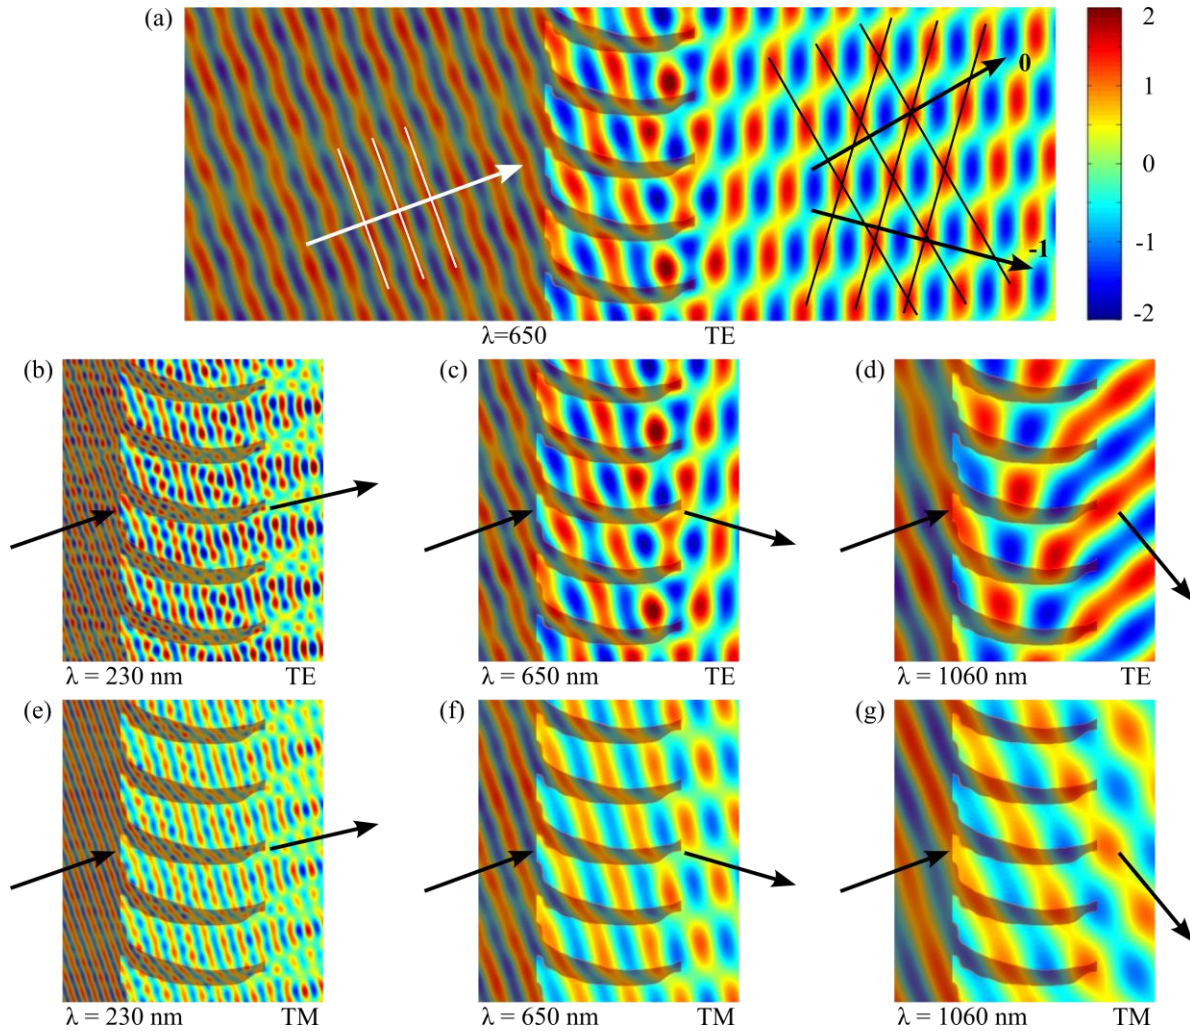 (a)
0
-1
2
1
0
-1
-2
λ=650 TE
(b) (c) (d)
λ = 230 nm TE λ = 650 nm TE λ = 1060 nm TE
(e) (f) (g)
λ = 230 nm TM λ = 650 nm TM λ = 1060 nm TM